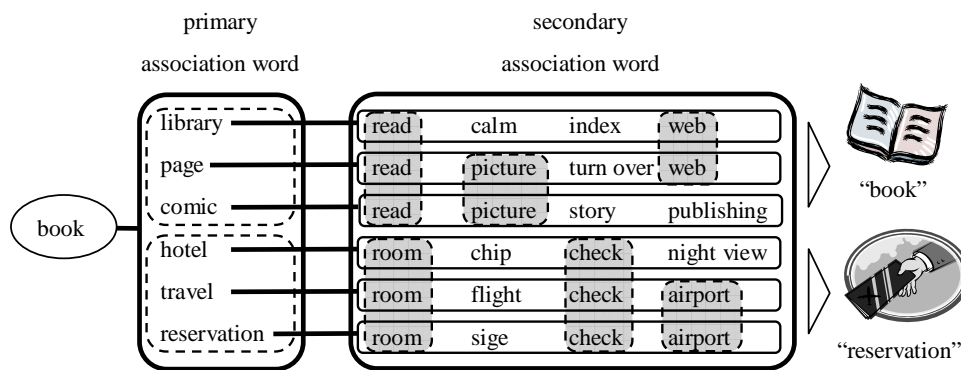 primary secondary
association word association word
library read calm index web
page read picture turn over web
“book”
comic read picture story publishing
book
hotel room chip check night view
travel room flight check airport
reservation room sige check airport
“reservation”